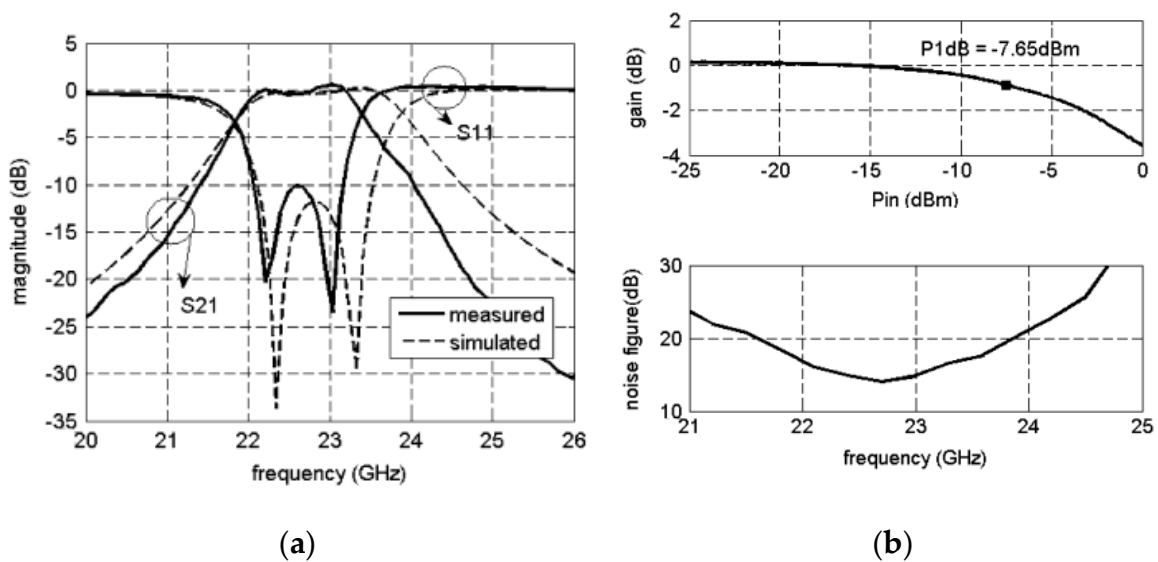 5
0
-5
-10
-15
-20
-25
-30
-35
magnitude (dB)
S11
S21
measured
simulated
20 21 22 23 24 25 26
frequency (GHz)
(a)
2
0
-2
-4
gain (dB)
P1dB = -7.65dBm
-25 -20 -15 -10 -5 0
Pin (dBm)
30
20
10
noise figure(dB)
21 22 23 24 25
frequency (GHz)
(b)